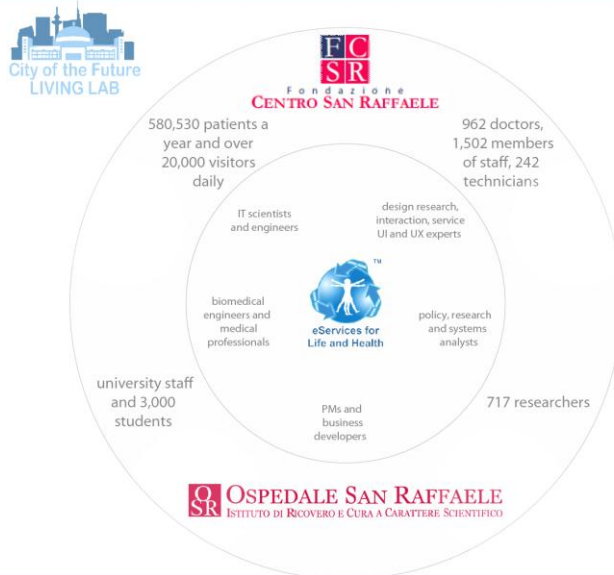 City of the Future
LIVING LAB
FC
SR
Fondazione
CENTRO SAN RAFFAELE
580,530 patients a
year and over
20,000 visitors
daily
962 doctors,
1,502 members
of staff, 242
technicians
IT scientists
and engineers
design research,
interaction, service
UI and UX experts
TM
eServices for
Life and Health
biomedical
engineers and
medical
professionals
policy, research
and systems
analysts
university staff
and 3,000
students
717 researchers
PMs and
business
developers
OSR
OSPEDALE SAN RAFFAELE
ISTITUTO DI RICOVERO E CURA A CARATTERE SCIENTIFICO